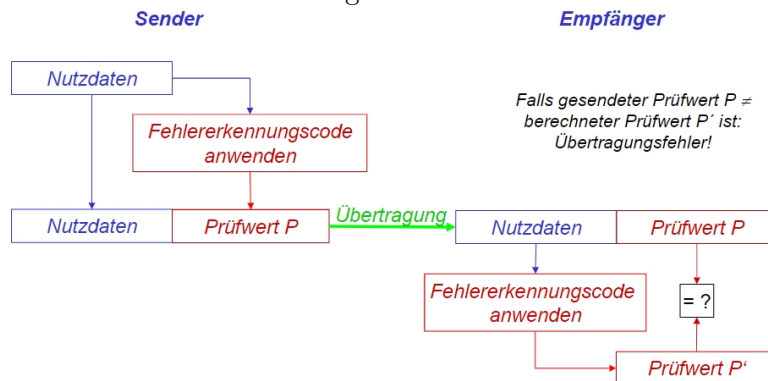 Sender
Empfänger
Nutzdaten
Falls gesendeter Prüfwert P ≠
berechneter Prüfwert P´ ist:
Übertragungsfehler!
Fehlererkennungscode
anwenden
Nutzdaten
Prüfwert P
Übertragung
Nutzdaten
Prüfwert P
Fehlererkennungscode
anwenden
= ?
Prüfwert P‘